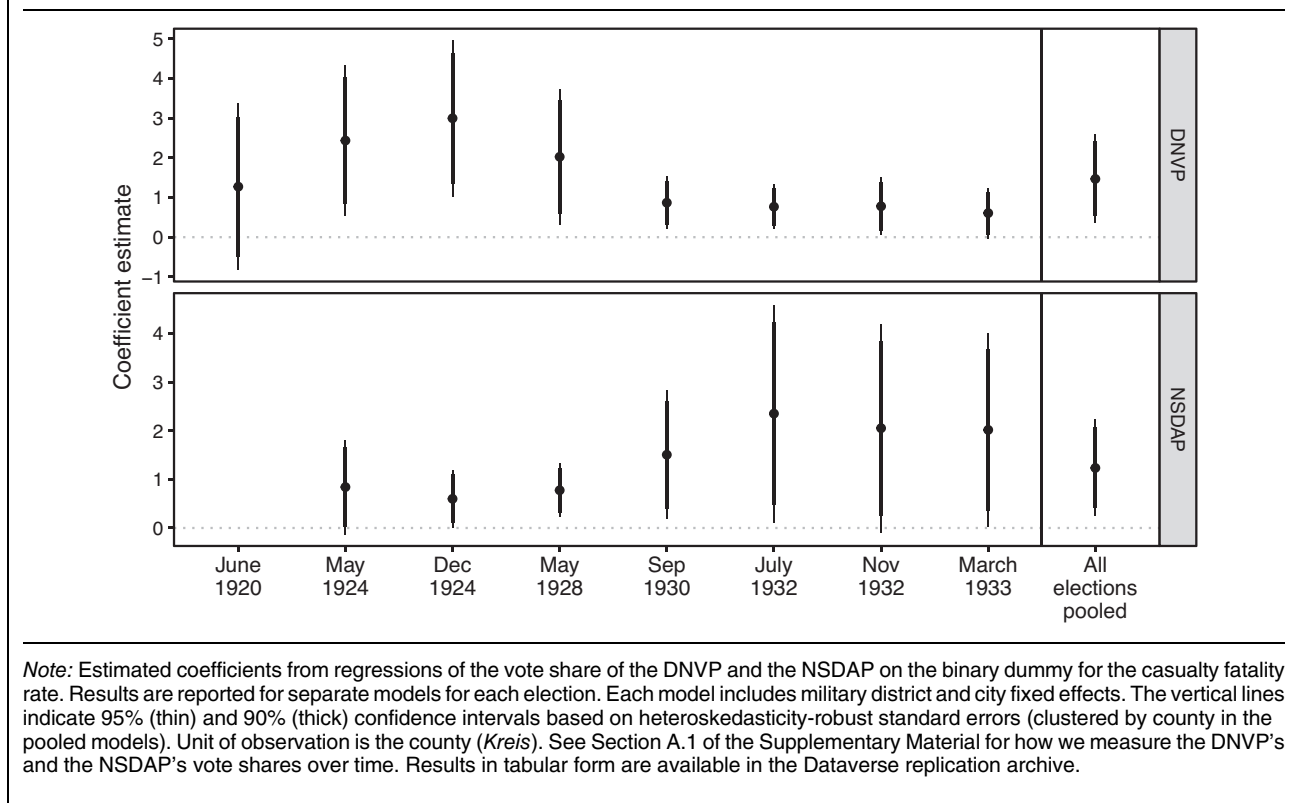 Coefficient estimate
5
4
3
2
1
0
−1
DNVP
4
3
2
1
0
NSDAP
June May Dec May Sep July Nov March All
1920 1924 1924 1928 1930 1932 1932 1933 elections
pooled
Note: Estimated coefficients from regressions of the vote share of the DNVP and the NSDAP on the binary dummy for the casualty fatality
rate. Results are reported for separate models for each election. Each model includes military district and city fixed effects. The vertical lines
indicate 95% (thin) and 90% (thick) confidence intervals based on heteroskedasticity-robust standard errors (clustered by county in the
pooled models). Unit of observation is the county (Kreis). See Section A.1 of the Supplementary Material for how we measure the DNVP's
and the NSDAP's vote shares over time. Results in tabular form are available in the Dataverse replication archive.